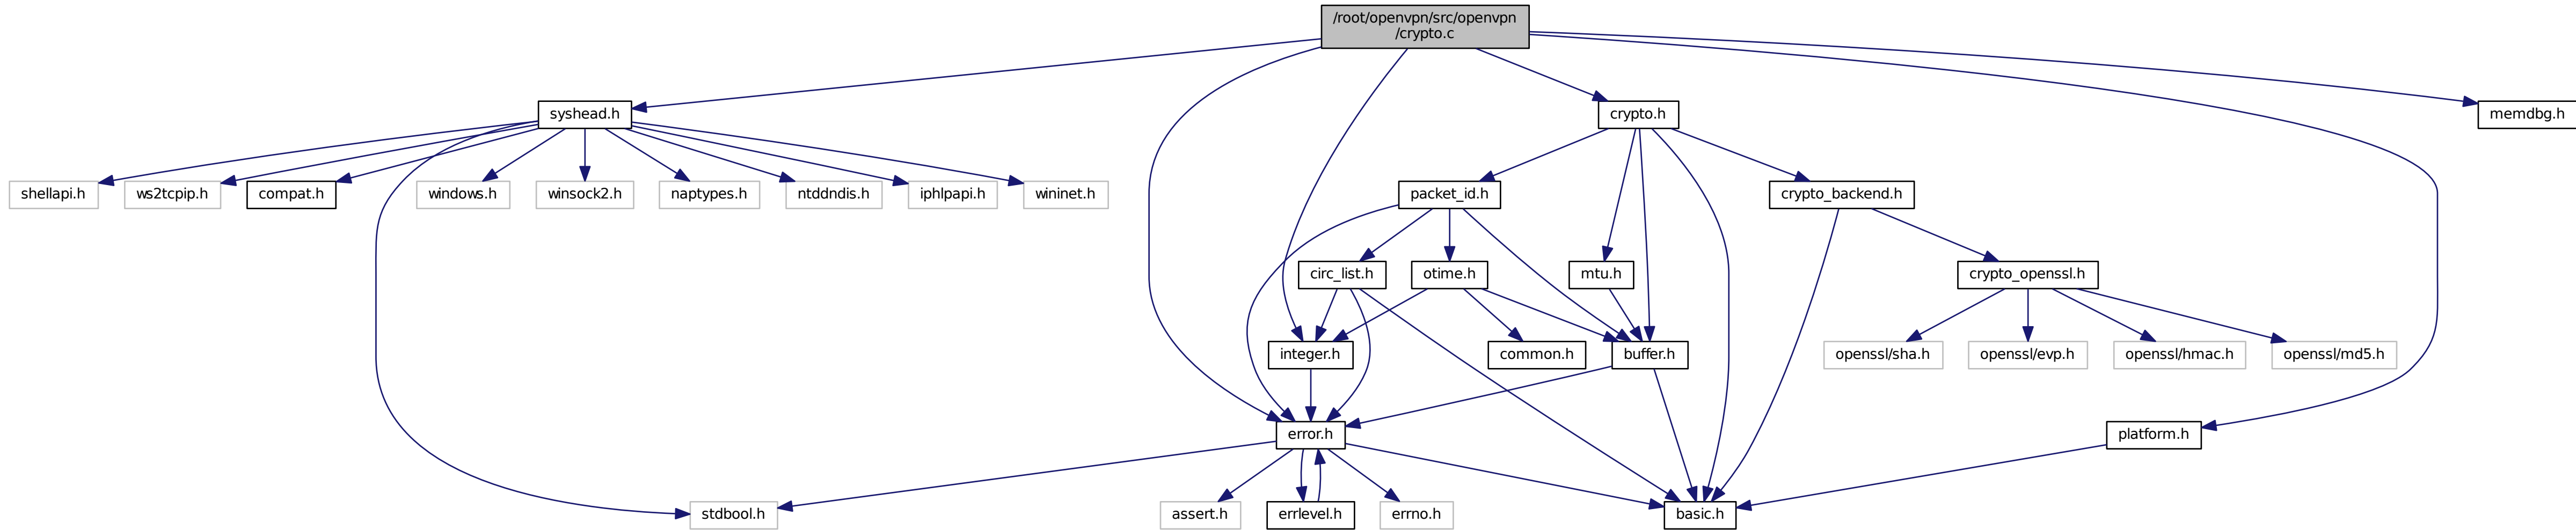 /root/openvpn/src/openvpn
/crypto.c
syshead.h
crypto.h
memdbg.h
shellapi.h
ws2tcpip.h
compat.h
windows.h
winsock2.h
naptypes.h
ntddndis.h
iphlpapi.h
wininet.h
packet_id.h
crypto_backend.h
circ_list.h
otime.h
mtu.h
crypto_openssl.h
integer.h
common.h
buffer.h
openssl/sha.h
openssl/evp.h
openssl/hmac.h
openssl/md5.h
error.h
platform.h
stdbool.h
assert.h
errlevel.h
errno.h
basic.h